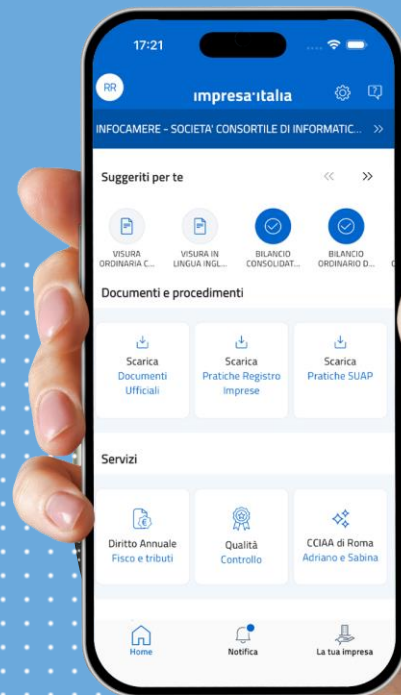 17:21
RR
impresa·italia
INFOCAMERE - SOCIETA' CONSORTILE DI INFORMATIC... >>
Suggeriti per te
<< >>
VISURA
ORDINARIA C...
VISURA IN
LINGUA INGL...
BILANCIO
CONSOLIDAT...
BILANCIO
ORDINARIO D...
Documenti e procedimenti
Scarica
Documenti
Ufficiali
Scarica
Pratiche Registro
Imprese
Scarica
Pratiche SUAP
Servizi
Diritto Annuale
Fisco e tributi
Qualità
Controllo
CCIAA di Roma
Adriano e Sabina
Home
Notifica
La tua impresa